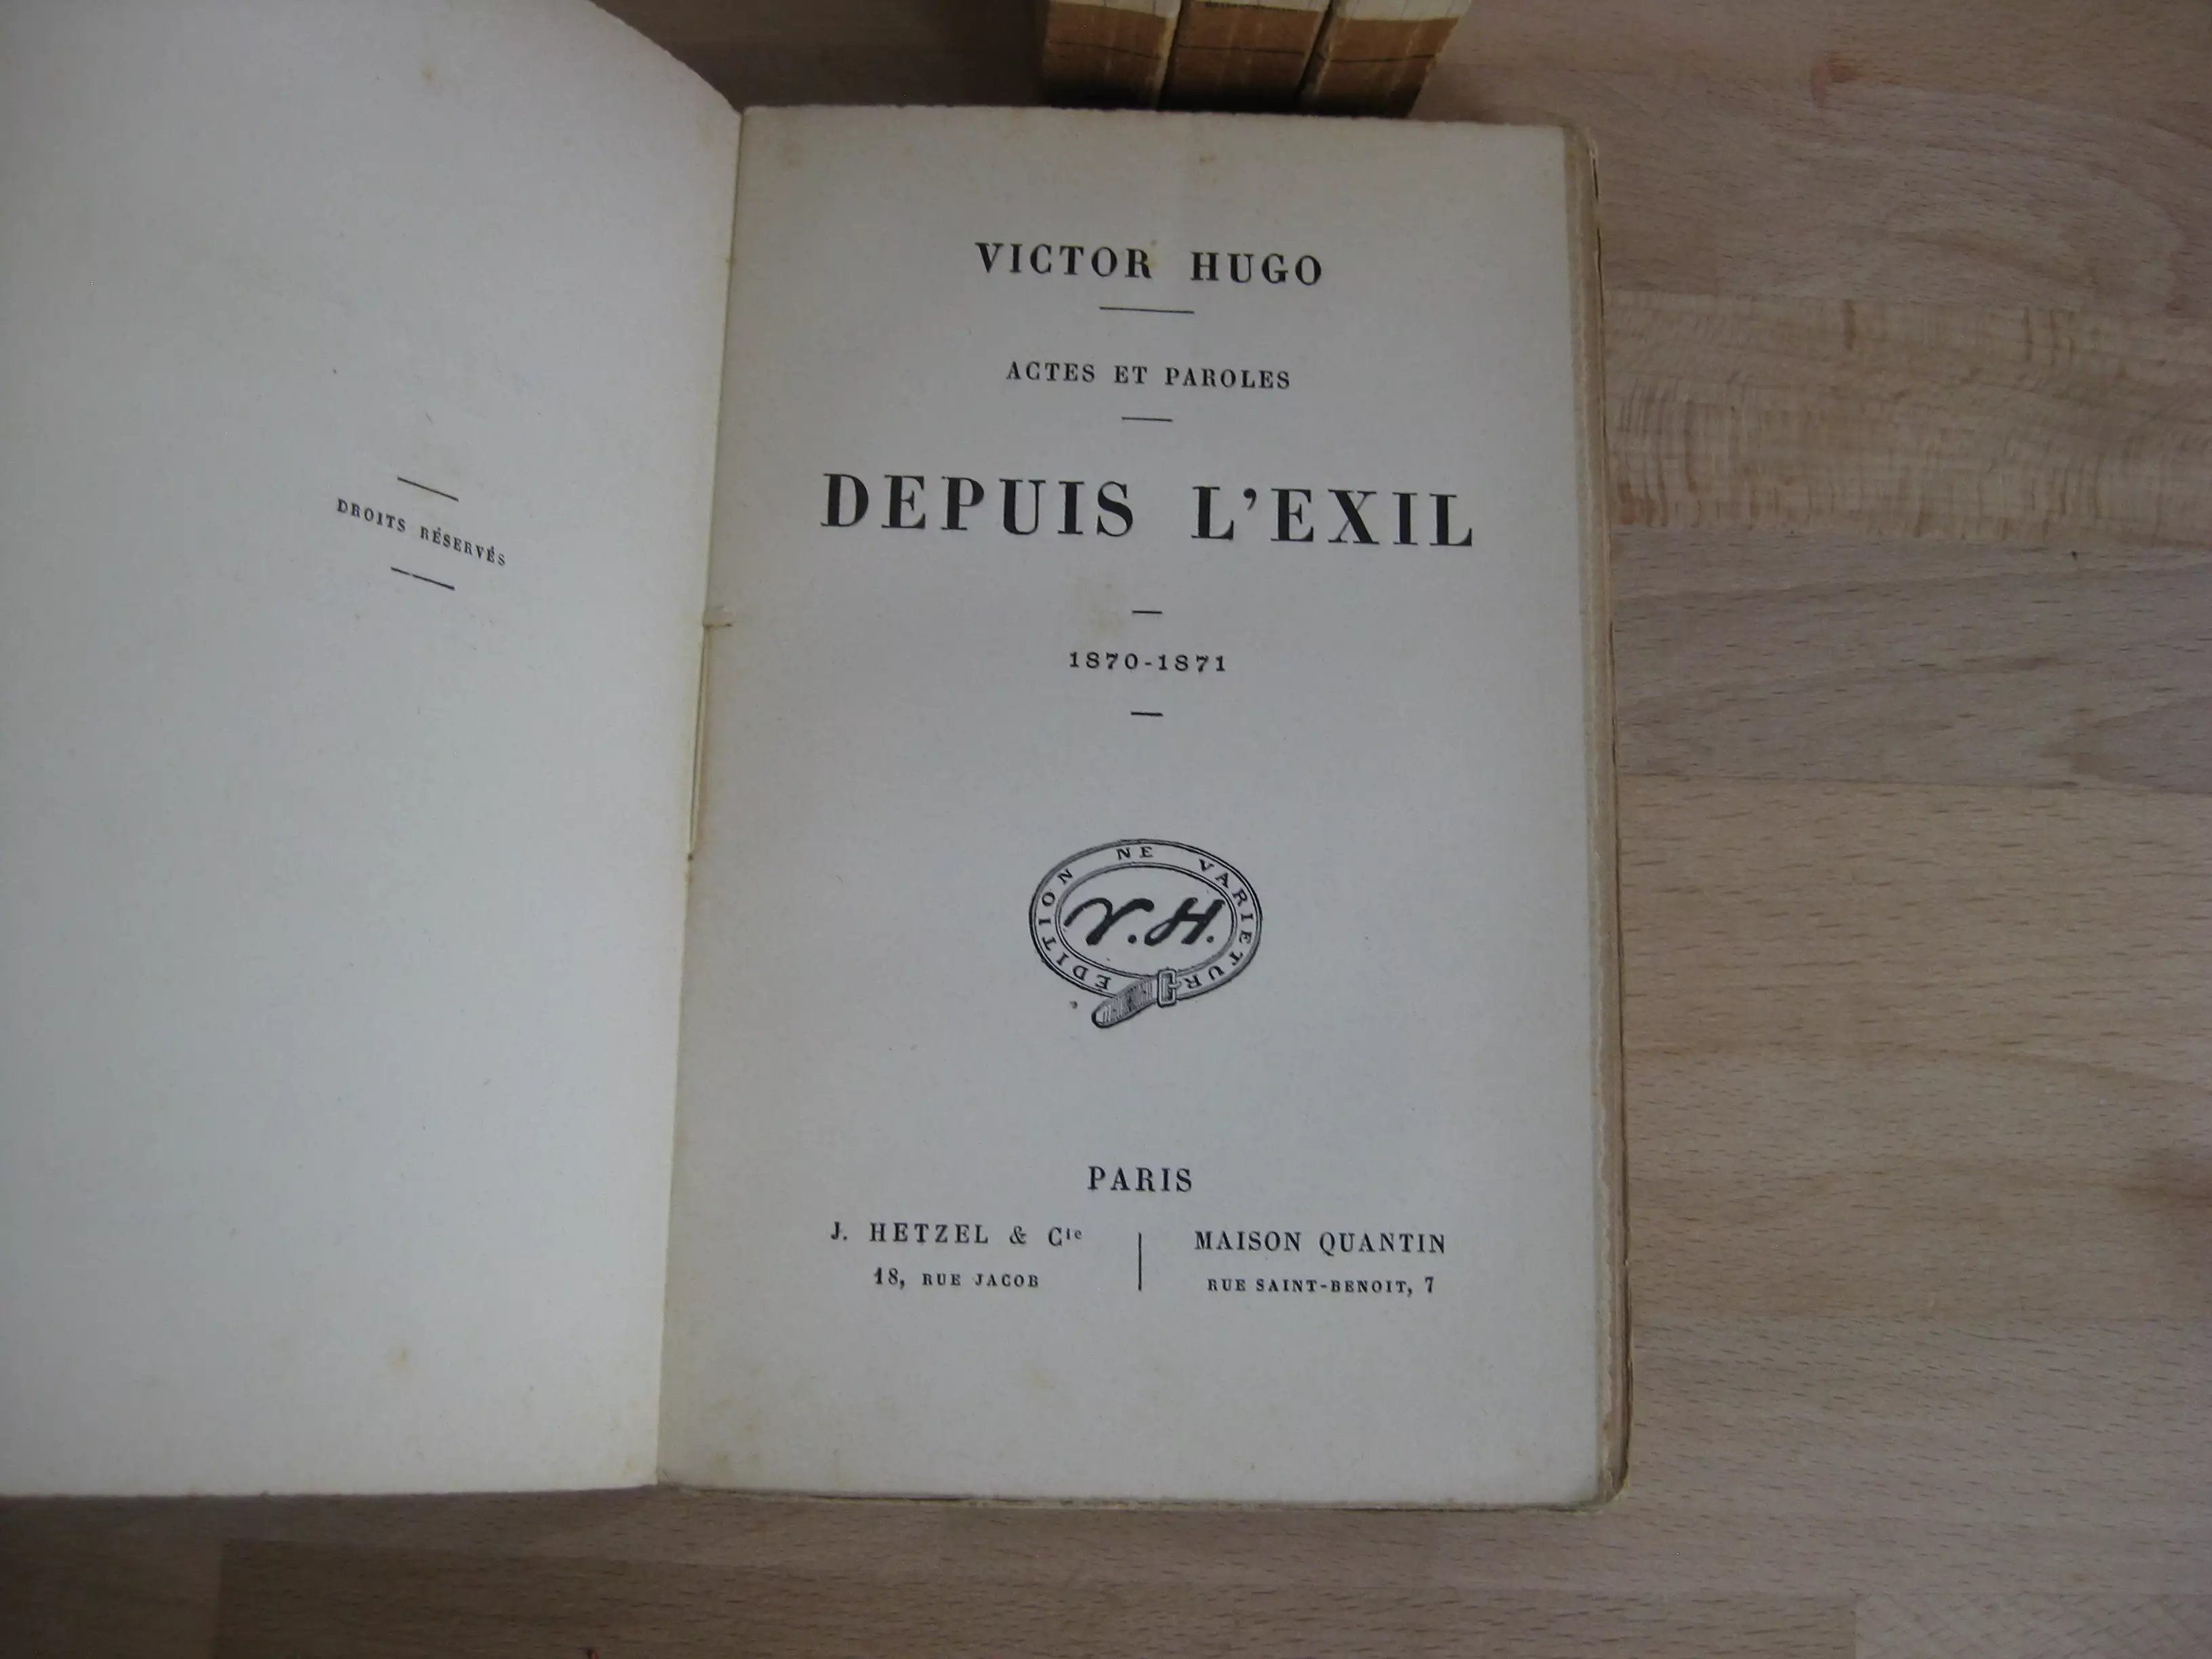 DROITS RÉSERVÉS
VICTOR HUGO
ACTES ET PAROLES
DEPUIS L'EXIL
1870-1871
EDITION NE VARIETUR
V.H.
PARIS
J. HETZEL & Cie
18, RUE JACOB
MAISON QUANTIN
RUE SAINT-BENOIT, 7